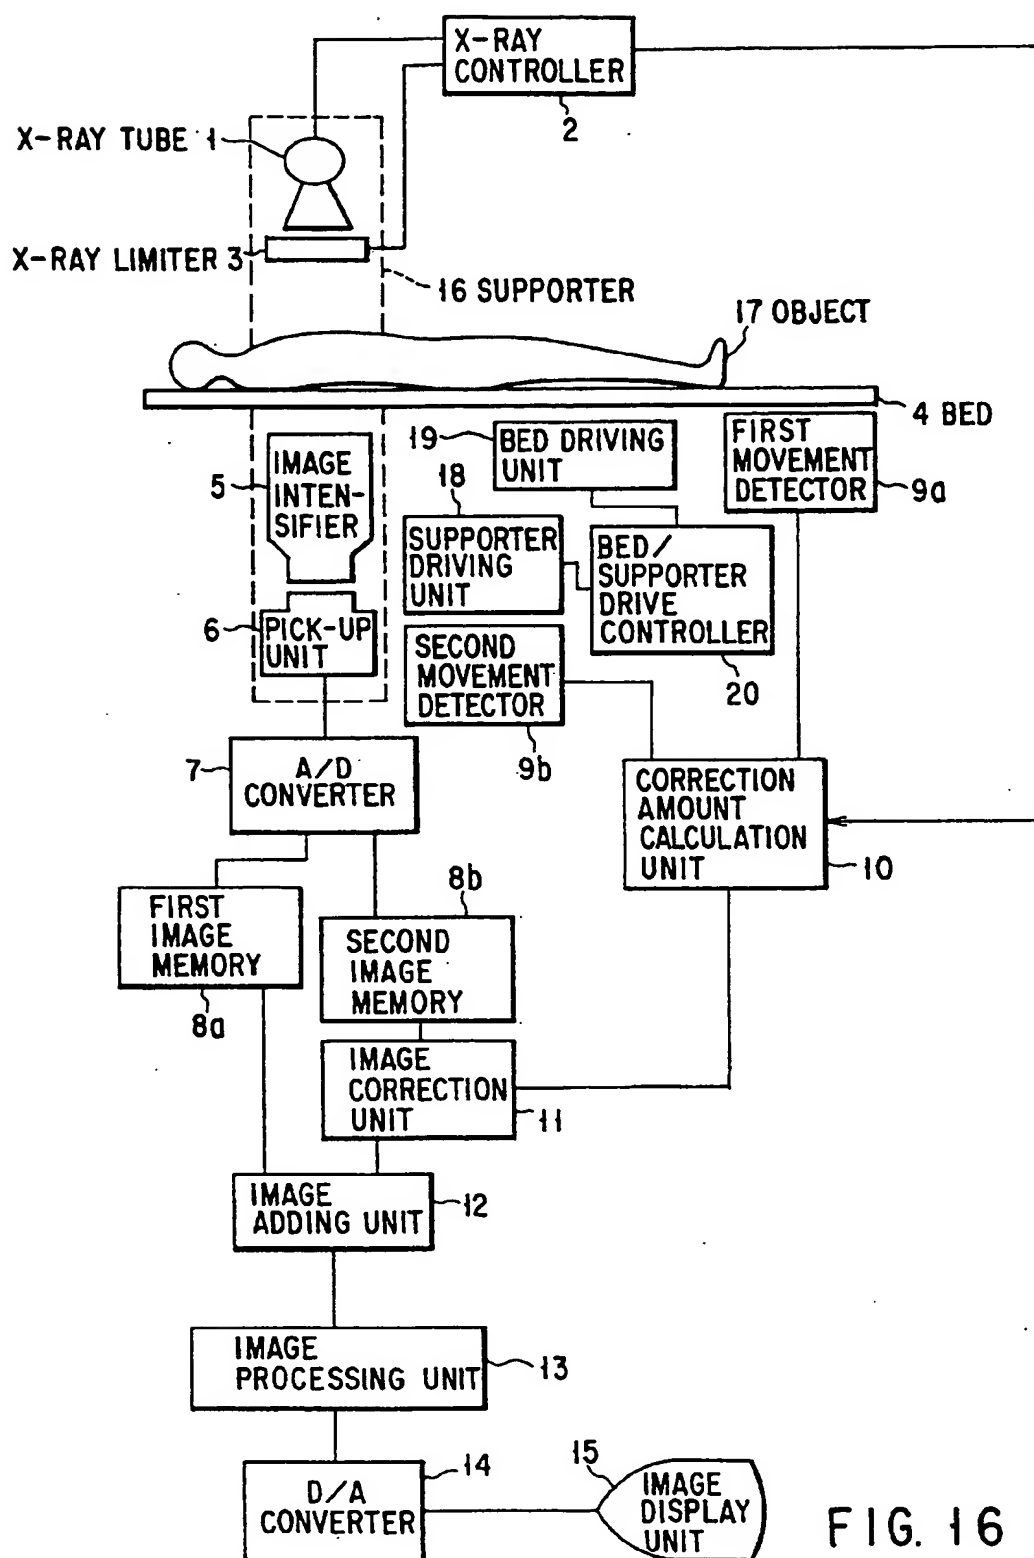 X-RAY
CONTROLLER
2
X-RAY TUBE 1
X-RAY LIMITER 3
16 SUPPORTER
17 OBJECT
4 BED
19
BED DRIVING
UNIT
FIRST
MOVEMENT
DETECTOR
9a
5
IMAGE
INTEN-
SIFIER
18
SUPPORTER
DRIVING
UNIT
BED/
SUPPORTER
DRIVE
CONTROLLER
20
6
PICK-UP
UNIT
SECOND
MOVEMENT
DETECTOR
9b
7
A/D
CONVERTER
CORRECTION
AMOUNT
CALCULATION
UNIT
10
FIRST
IMAGE
MEMORY
8a
8b
SECOND
IMAGE
MEMORY
IMAGE
CORRECTION
UNIT
11
IMAGE
ADDING UNIT
12
IMAGE
PROCESSING UNIT
13
D/A
CONVERTER
14
15
IMAGE
DISPLAY
UNIT
FIG. 16